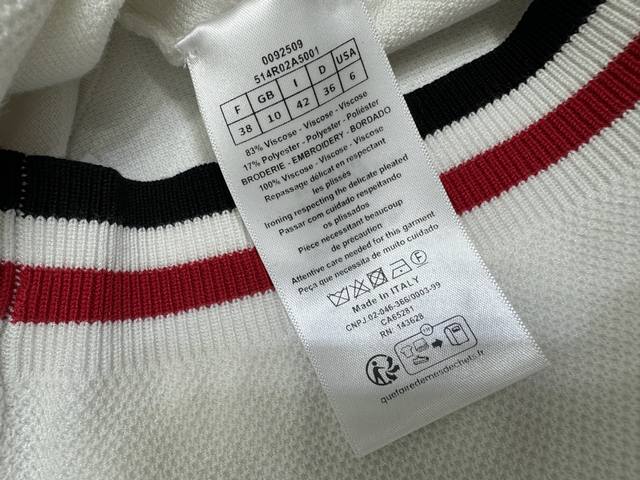 0092509
514R02A5001
F GB I D USA
38 10 42 36 6
83% Viscose - Viscose - Viscose
17% Polyester - Polyester - Poliéster
BRODERIE - EMBROIDERY - BORDADO
100% Viscose - Viscose - Viscose
Repassage délicat en respectant
les plissés
Ironing respecting the delicate pleated
Passar com cuidado respeitando
os plissados
Piece necessitant beaucoup
de précaution
Attentive care needed for this garment
Peça que necessita de muito cuidado
F
Made in ITALY
CNPJ.02-046-366/0003-99
CA65281
RN: 143628
quefairedemesdechets.fr